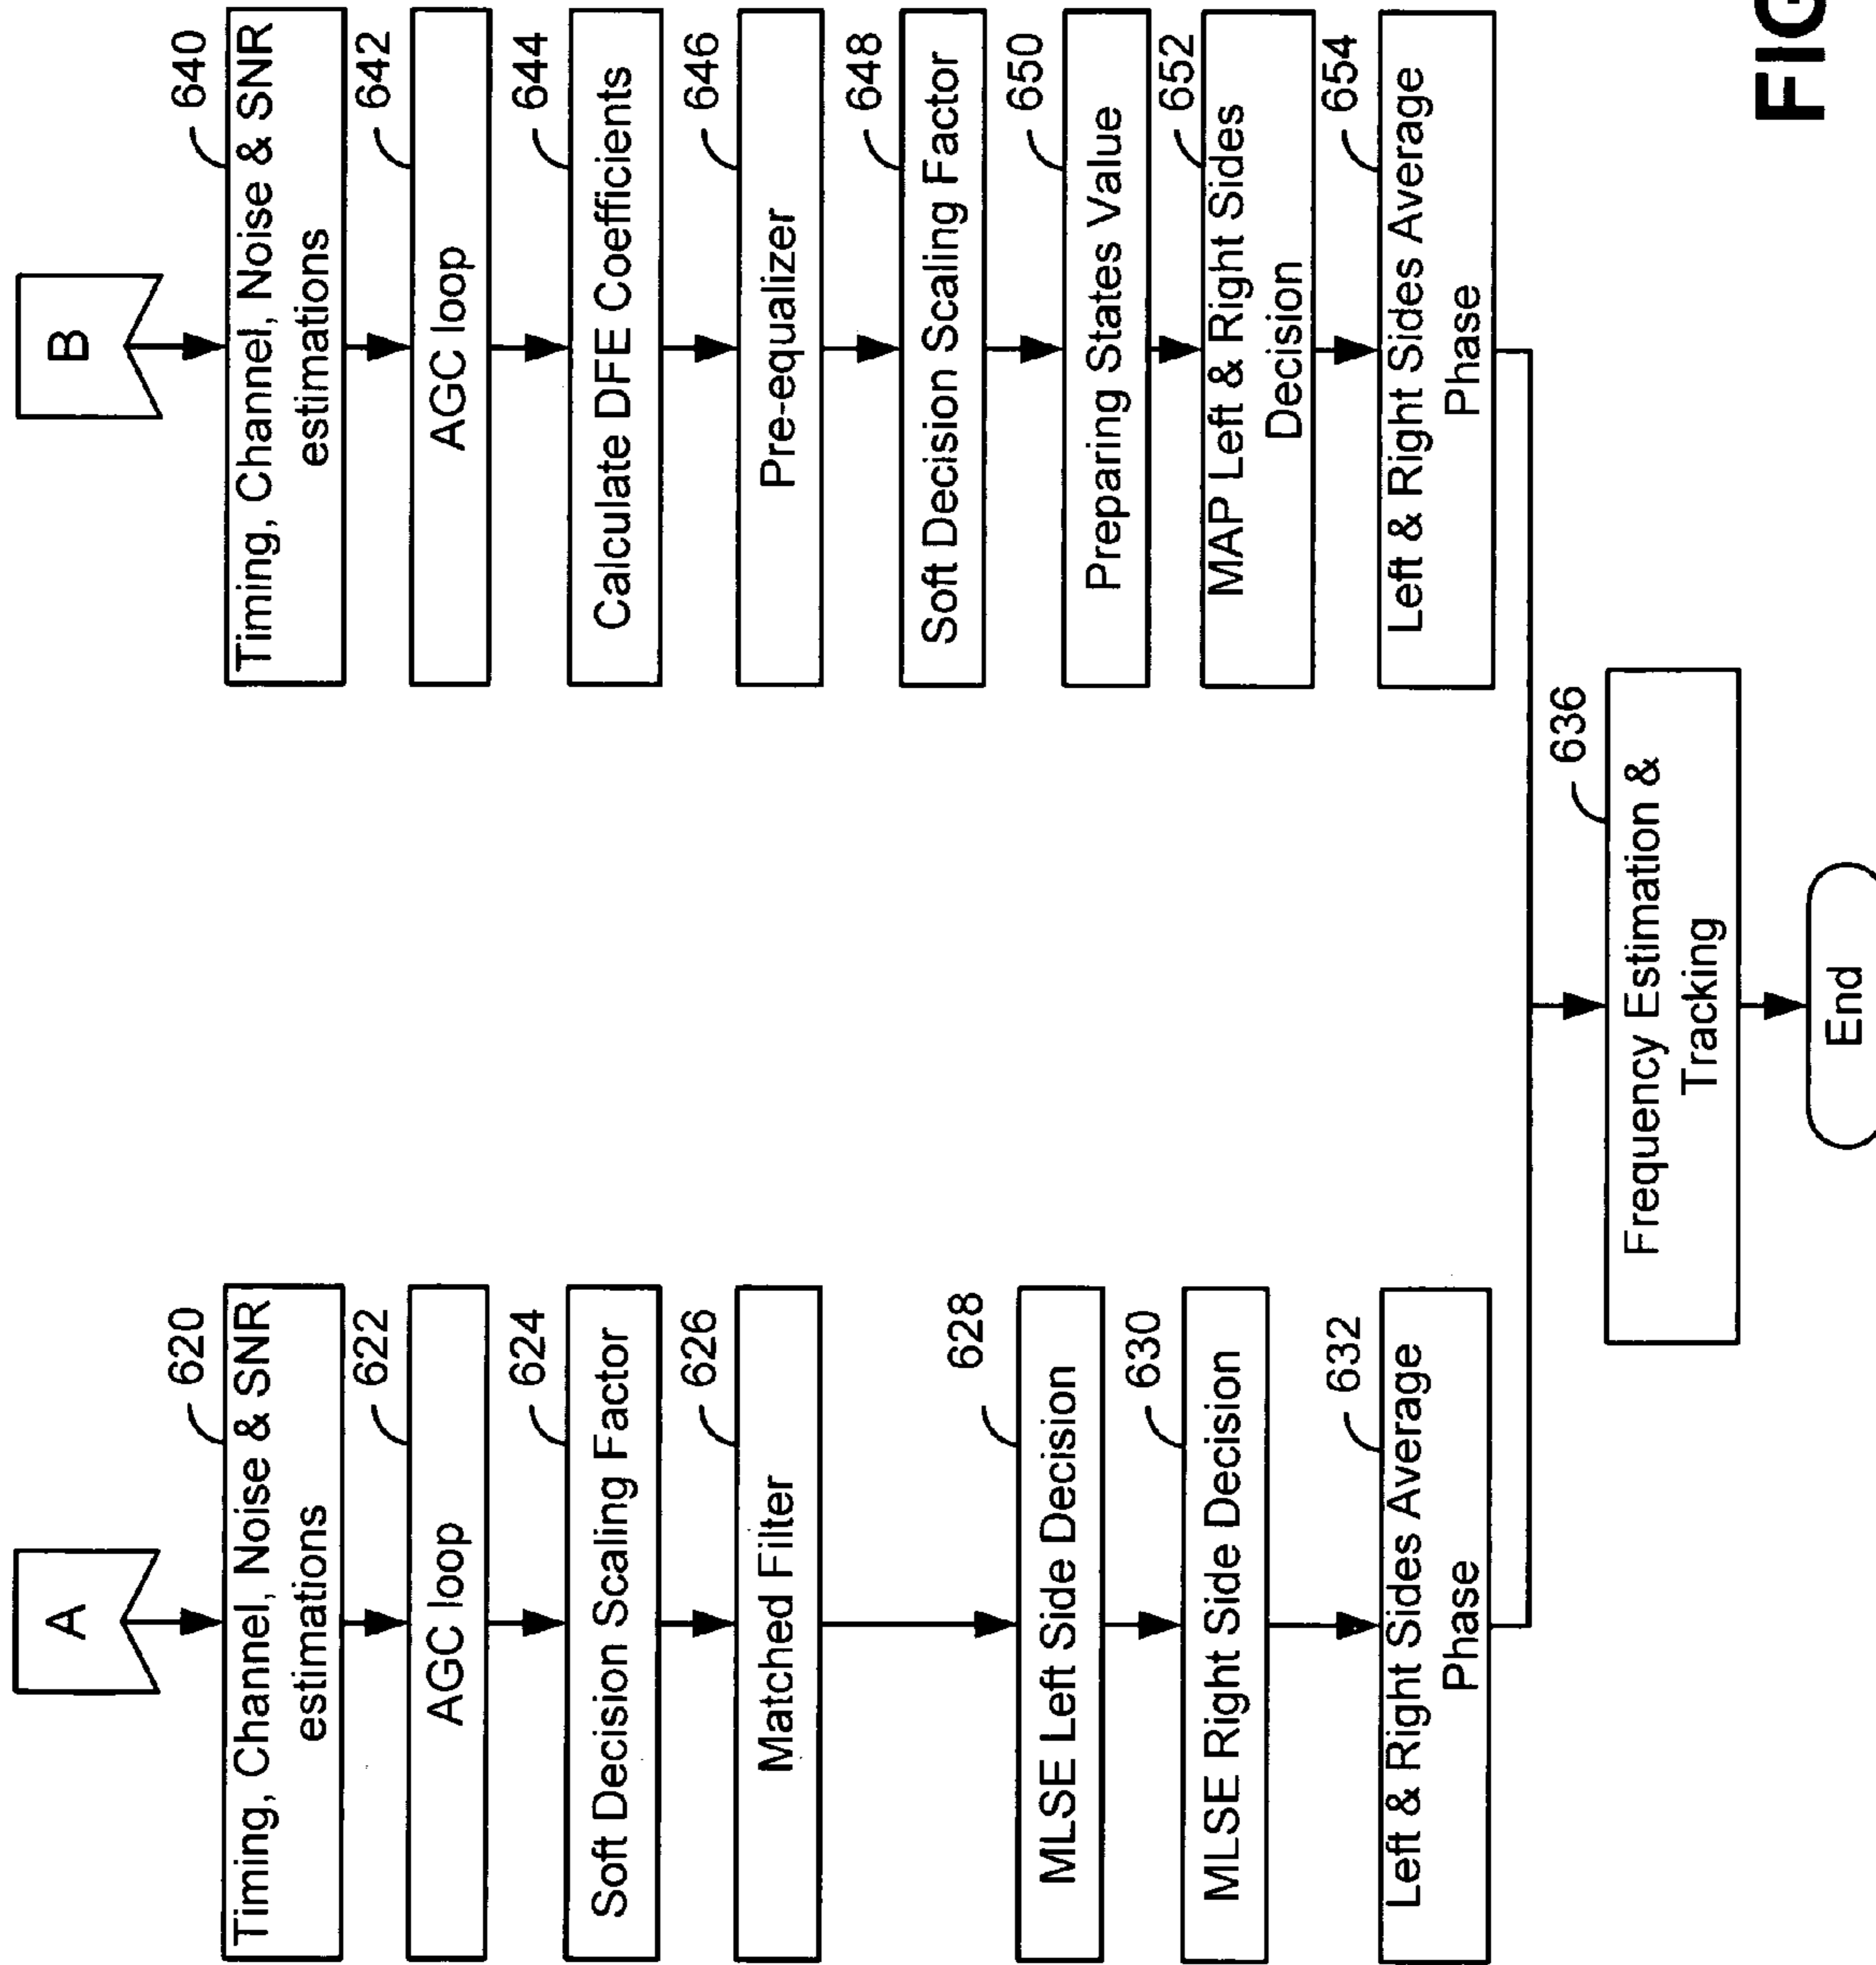 A
620
Timing, Channel, Noise & SNR
estimations
622
AGC loop
624
Soft Decision Scaling Factor
626
Matched Filter
628
MLSE Left Side Decision
630
MLSE Right Side Decision
632
Left & Right Sides Average
Phase
B
640
Timing, Channel, Noise & SNR
estimations
642
AGC loop
644
Calculate DFE Coefficients
646
Pre-equalizer
648
Soft Decision Scaling Factor
650
Preparing States Value
652
MAP Left & Right Sides
Decision
654
Left & Right Sides Average
Phase
636
Frequency Estimation &
Tracking
End